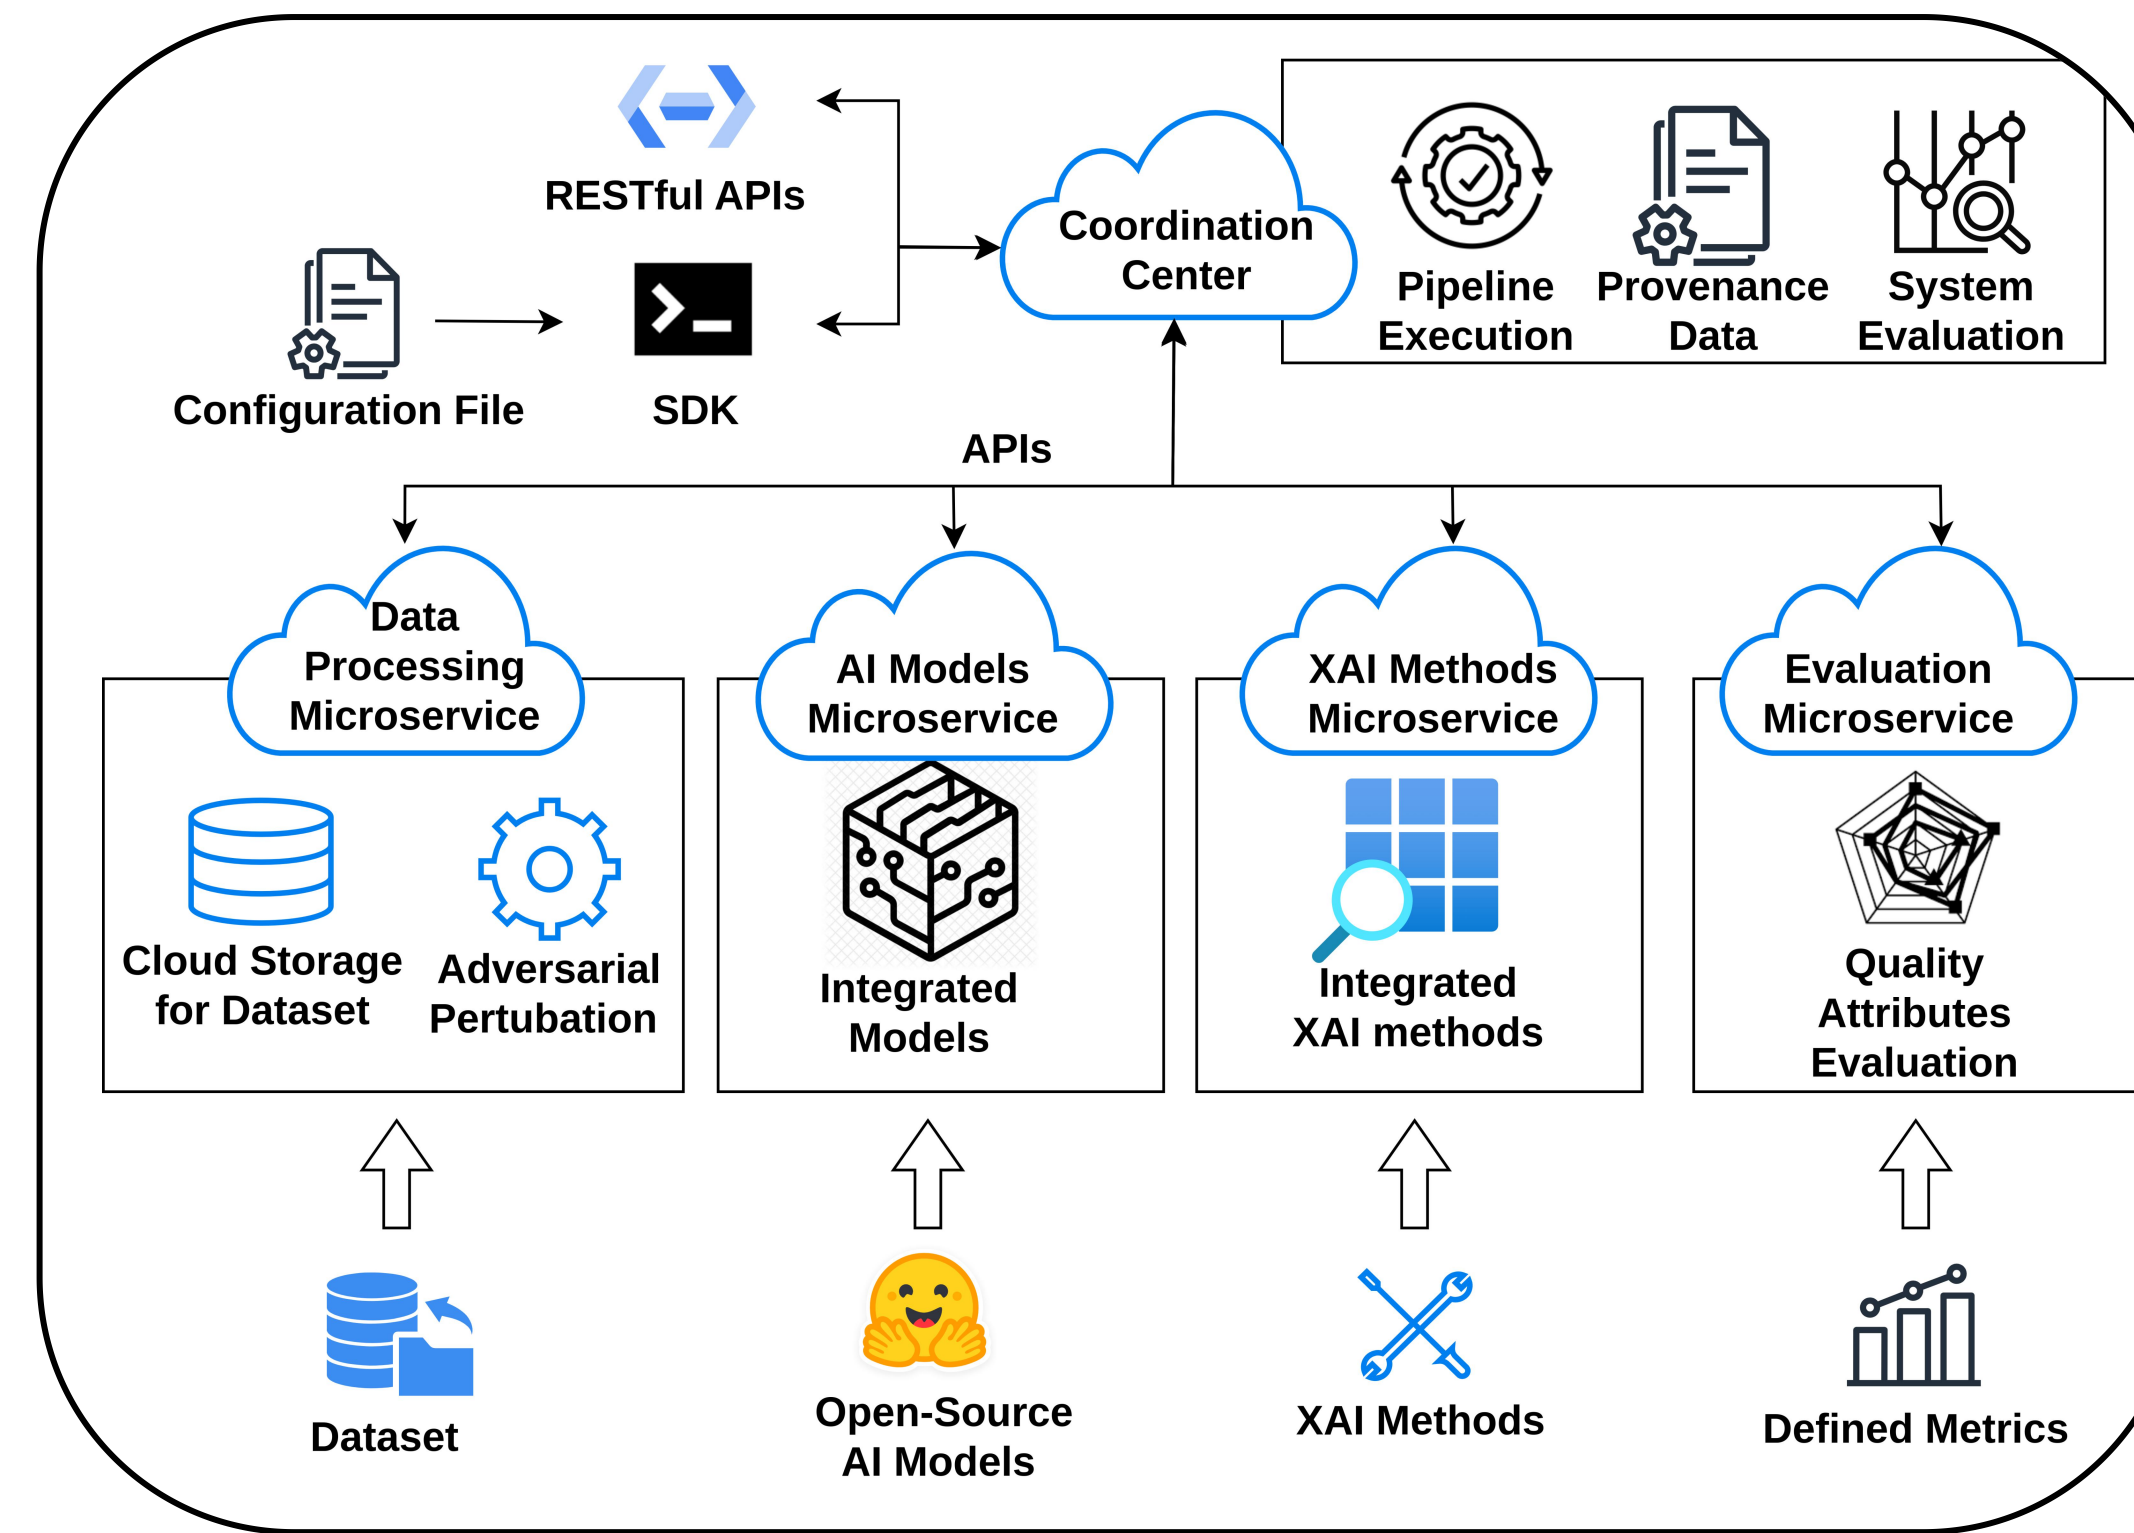 RESTful APIs
Coordination
Center
Pipeline
Execution
Provenance
Data
System
Evaluation
Configuration File
SDK
APIs
Data
Processing
Microservice
AI Models
Microservice
XAI Methods
Microservice
Evaluation
Microservice
Cloud Storage
for Dataset
Adversarial
Pertubation
Integrated
Models
Integrated
XAI methods
Quality
Attributes
Evaluation
Dataset
Open-Source
AI Models
XAI Methods
Defined Metrics